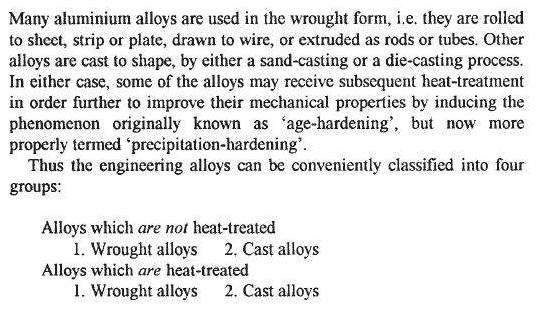 Many aluminium alloys are used in the wrought form, i.e. they are rolled
to sheet, strip or plate, drawn to wire, or extruded as rods or tubes. Other
alloys are cast to shape, by either a sand-casting or a die-casting process.
In either case, some of the alloys may receive subsequent heat-treatment
in order further to improve their mechanical properties by inducing the
phenomenon originally known as 'age-hardening', but now more
properly termed 'precipitation-hardening'.
Thus the engineering alloys can be conveniently classified into four
groups:
Alloys which are not heat-treated
1. Wrought alloys 2. Cast alloys
Alloys which are heat-treated
1. Wrought alloys 2. Cast alloys